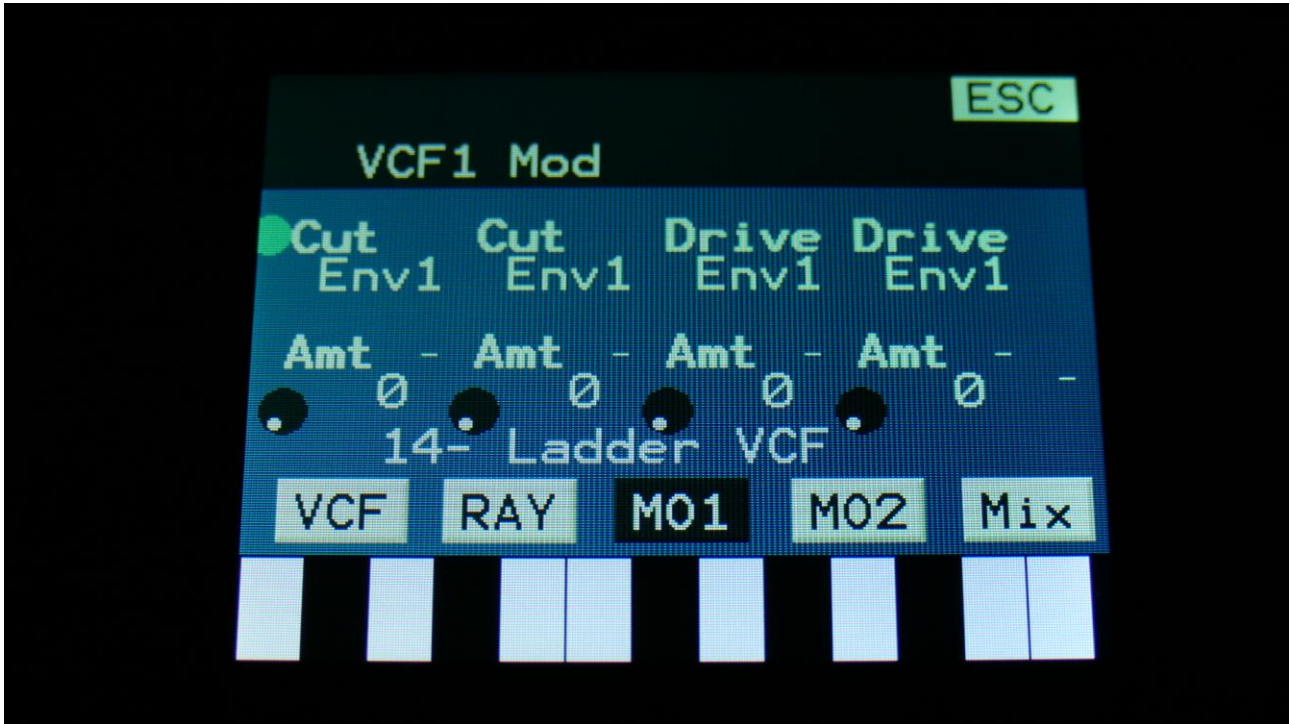 ESC
VCF1 Mod
Cut Cut Drive Drive
Env1 Env1 Env1 Env1
Amt - Amt - Amt - Amt -
0 0 0 0 -
14- Ladder VCF
VCF RAY MO1 MO2 Mix